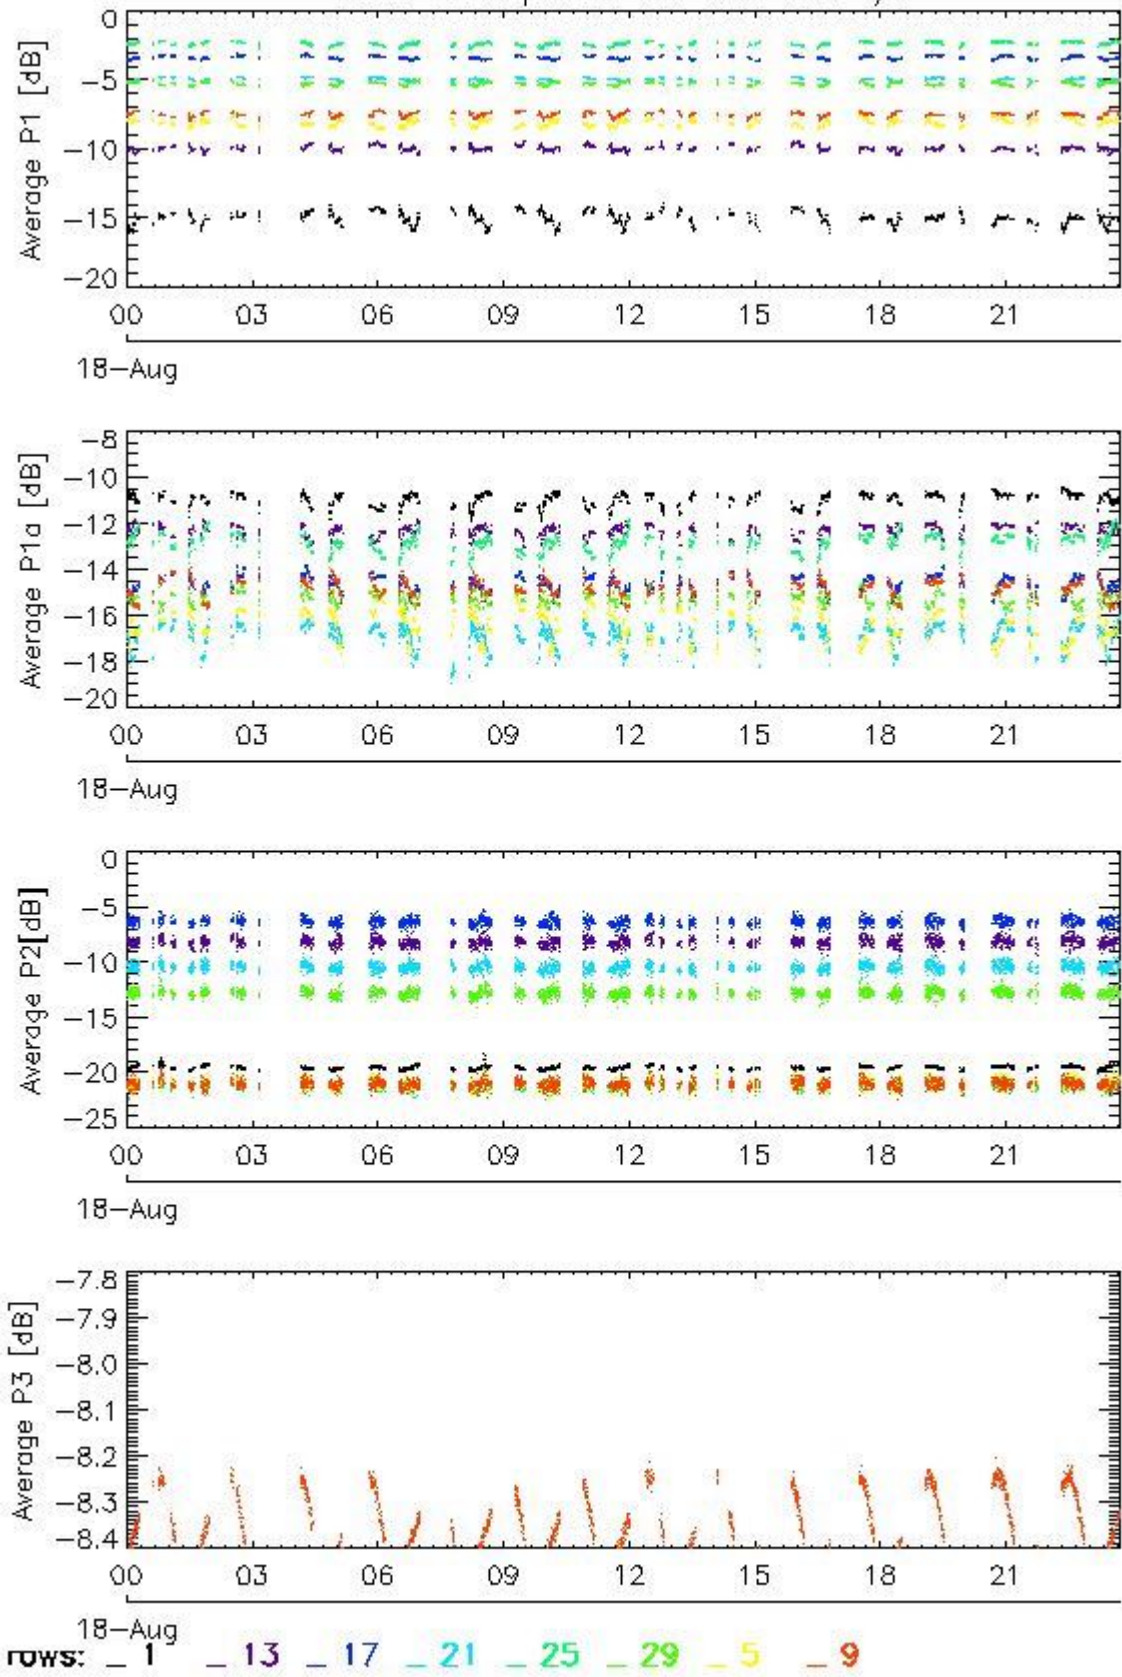 Average P1 [dB]
0
−5
−10
−15
−20
00 03 06 09 12 15 18 21
18−Aug
Average P1a [dB]
−8
−10
−12
−14
−16
−18
−20
00 03 06 09 12 15 18 21
18−Aug
Average P2[dB]
0
−5
−10
−15
−20
−25
00 03 06 09 12 15 18 21
18−Aug
Average P3 [dB]
−7.8
−7.9
−8.0
−8.1
−8.2
−8.3
−8.4
00 03 06 09 12 15 18 21
18−Aug
rows: _ 1 _ 13 _ 17 _ 21 _ 25 _ 29 _ 5 _ 9